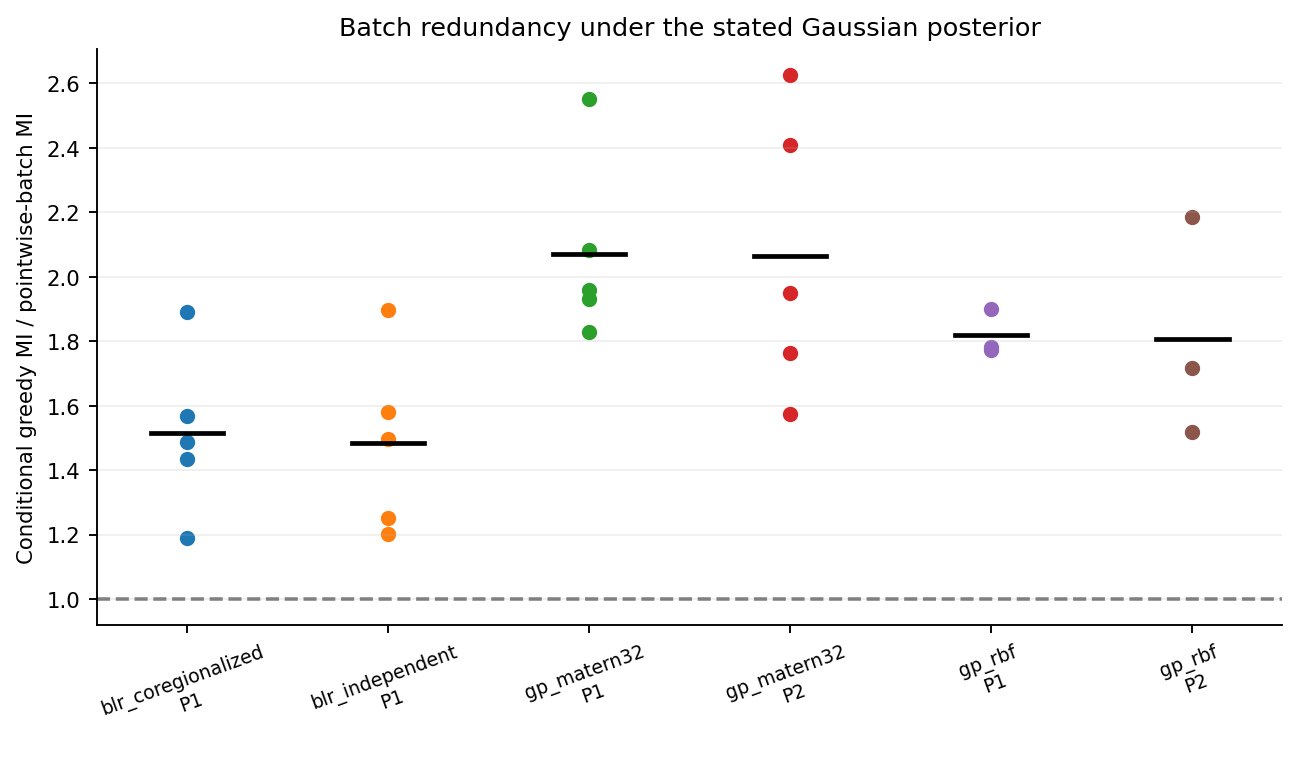 Batch redundancy under the stated Gaussian posterior
Conditional greedy MI / pointwise-batch MI
2.6
2.4
2.2
2.0
1.8
1.6
1.4
1.2
1.0
blr_coregionalized
P1
blr_independent
P1
gp_matern32
P1
gp_matern32
P2
gp_rbf
P1
gp_rbf
P2